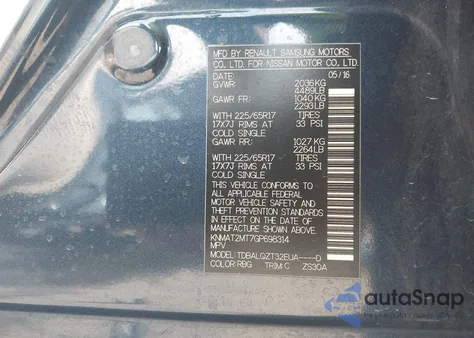 MFD BY RENAULT SAMSUNG MOTORS
CO. LTD. FOR NISSAN MOTOR CO. LTD.
DATE: 05/16
GVWR 2036KG
4489LB
GAWR FR: 1040KG
2293LB
WITH 225/65R17 TIRES
17X7J RIMS AT 33 PSI
COLD SINGLE
GAWR RR: 1027KG
2264LB
WITH 225/65R17 TIRES
17X7J RIMS AT 33 PSI
COLD SINGLE
THIS VEHICLE CONFORMS TO
ALL APPLICABLE FEDERAL
MOTOR VEHICLE SAFETY AND
THEFT PREVENTION STANDARDS
IN EFFECT ON THE DATE OF
MANUFACTURE SHOWN ABOVE.
KNMAT2MT7GP698314
MPV
MODEL: TDBALQZT32EUA----D
COLOR: RBG TRIM: C ZS30A
autoSnap